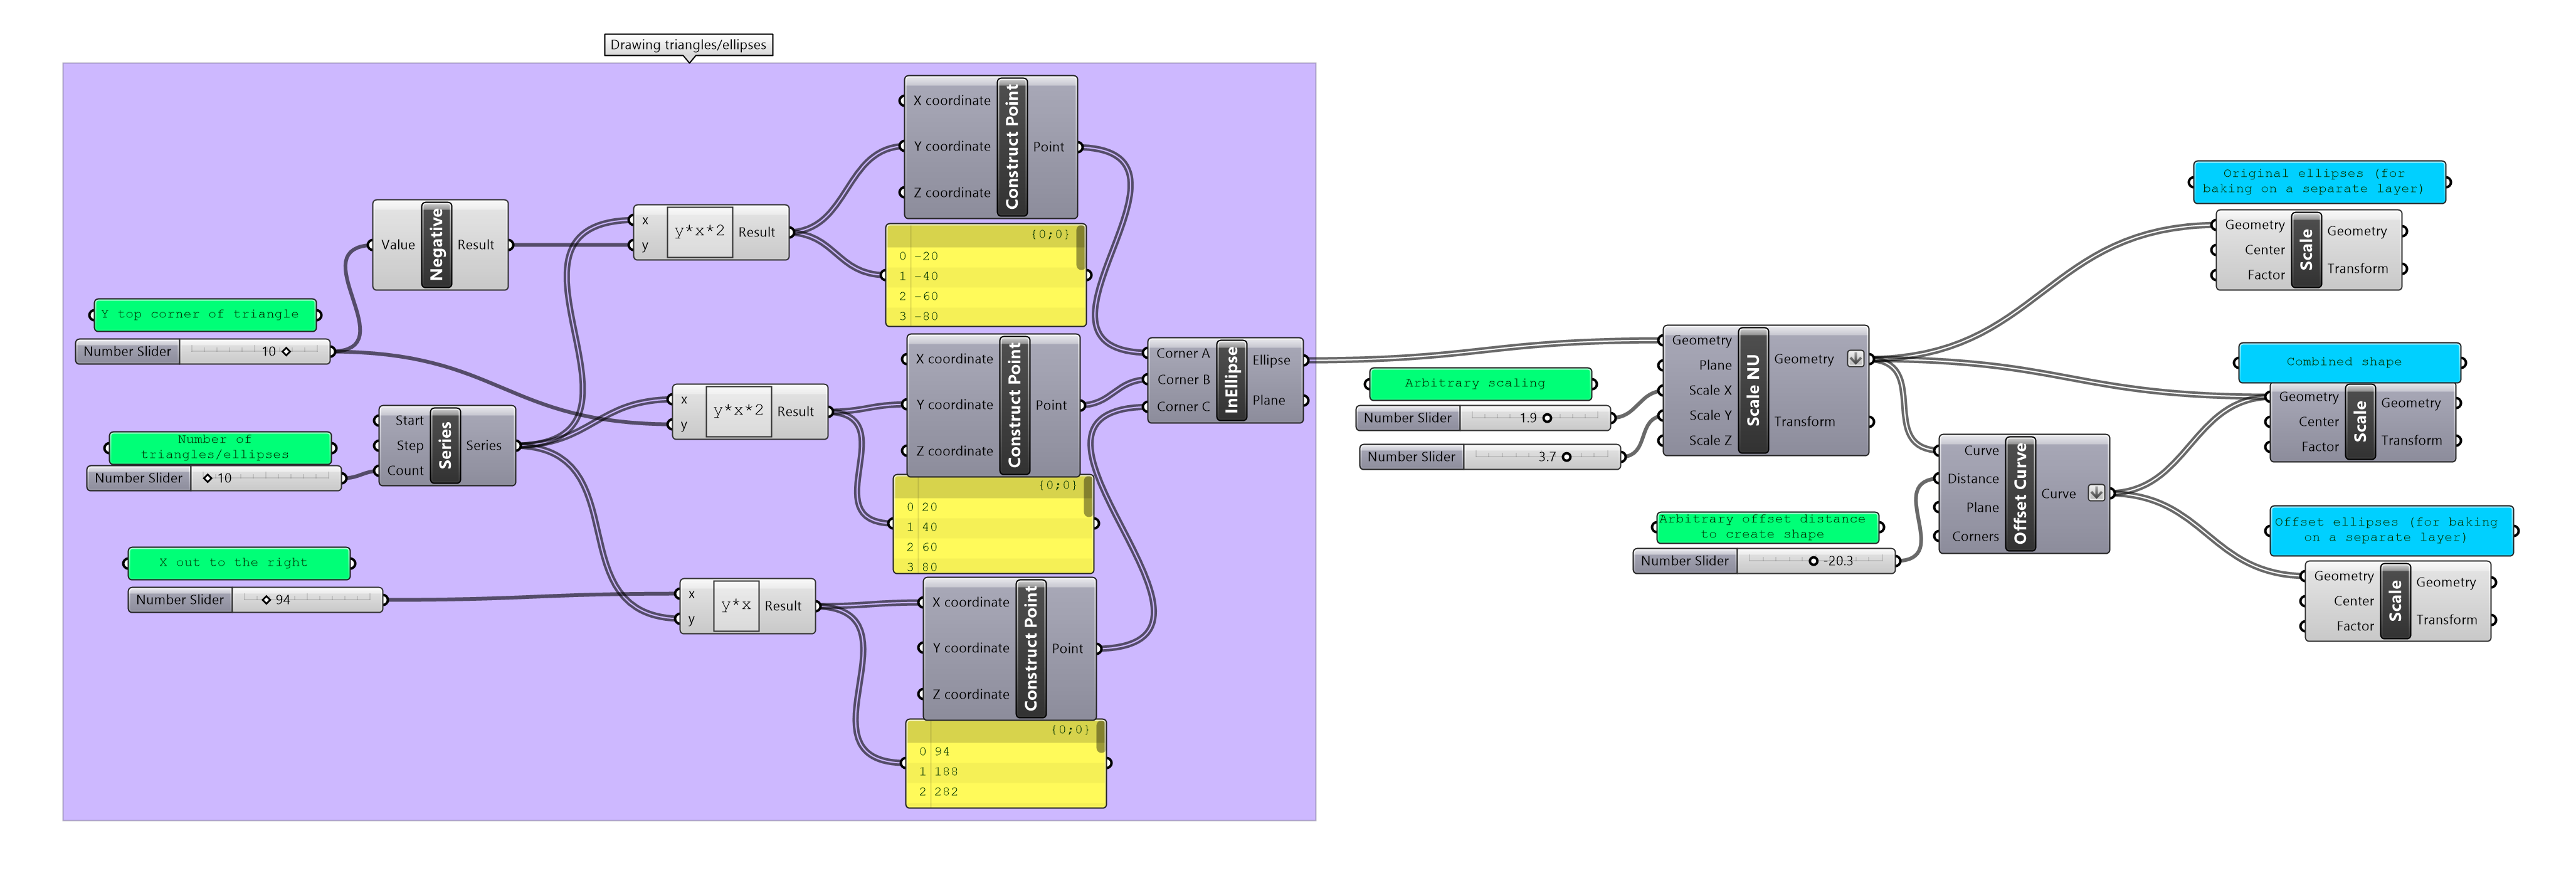 Drawing triangles/ellipses
X coordinate
Y coordinate
Z coordinate
Construct Point
Point
Value
Negative
Result
x
y
y*x*2
Result
{0;0}
0 -20
1 -40
2 -60
3 -80
Y top corner of triangle
Number Slider
10
X coordinate
Y coordinate
Z coordinate
Construct Point
Point
Corner A
Corner B
Corner C
InEllipse
Ellipse
Plane
x
y
y*x*2
Result
Start
Step
Count
Series
Series
Number of
triangles/ellipses
Number Slider
10
{0;0}
0 20
1 40
2 60
3 80
X out to the right
Number Slider
94
x
y
y*x
Result
X coordinate
Y coordinate
Z coordinate
Construct Point
Point
{0;0}
0 94
1 188
2 282
Arbitrary scaling
Number Slider
1.9
Number Slider
3.7
Geometry
Plane
Scale X
Scale Y
Scale Z
Scale NU
Geometry
Transform
Arbitrary offset distance
to create shape
Number Slider
-20.3
Curve
Distance
Plane
Corners
Offset Curve
Curve
Original ellipses (for
baking on a separate layer)
Geometry
Center
Factor
Scale
Geometry
Transform
Combined shape
Geometry
Center
Factor
Scale
Geometry
Transform
Offset ellipses (for baking
on a separate layer)
Geometry
Center
Factor
Scale
Geometry
Transform